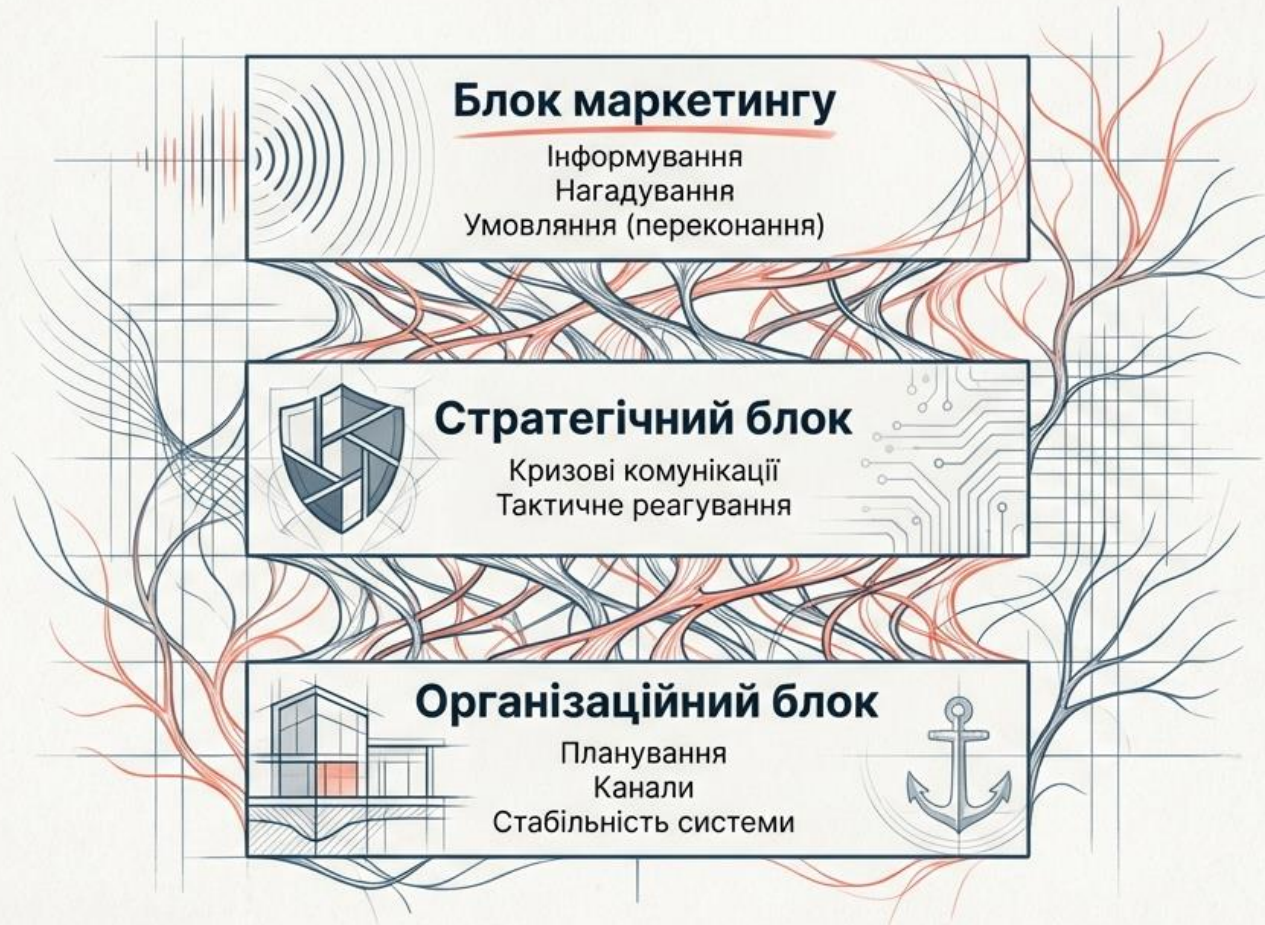 Блок маркетингу
Інформування
Нагадування
Умовляння (переконання)
Стратегічний блок
Кризові комунікації
Тактичне реагування
Організаційний блок
Планування
Канали
Стабільність системи